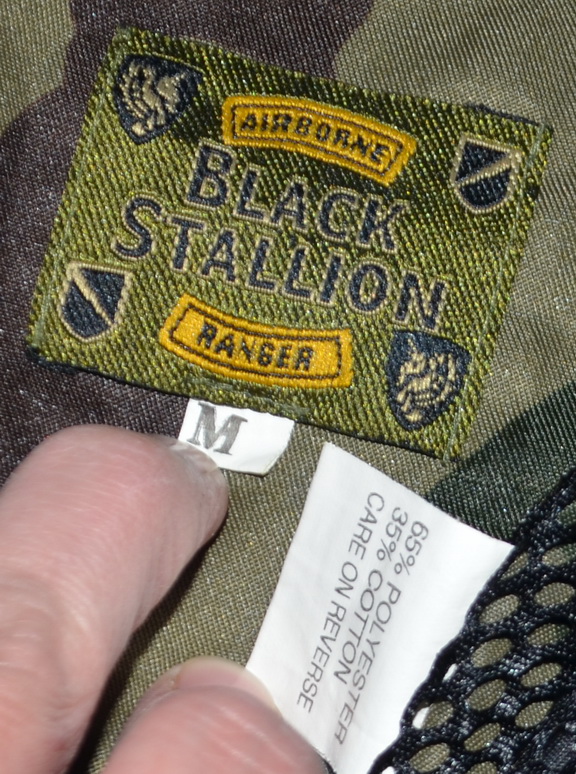 AIRBORNE
BLACK
STALLION
RANGER
M
65% POLYESTER
35% COTTON
CARE ON REVERSE